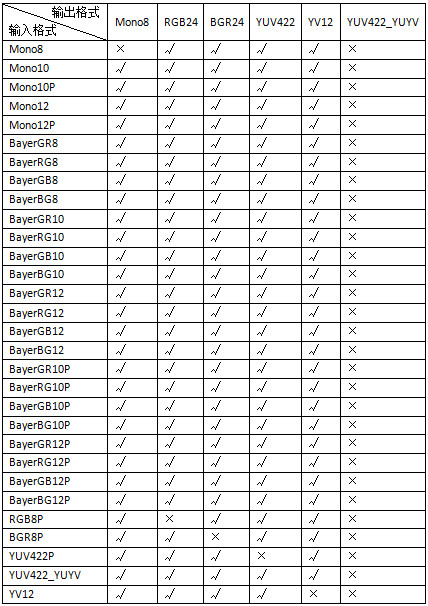 输出格式
输入格式 Mono8 RGB24 BGR24 YUV422 YV12 YUV422_YUYV
Mono8 × √ √ √ √ ×
Mono10 √ √ √ √ √ ×
Mono10P √ √ √ √ √ ×
Mono12 √ √ √ √ √ ×
Mono12P √ √ √ √ √ ×
BayerGR8 √ √ √ √ √ ×
BayerRG8 √ √ √ √ √ ×
BayerGB8 √ √ √ √ √ ×
BayerBG8 √ √ √ √ √ ×
BayerGR10 √ √ √ √ √ ×
BayerRG10 √ √ √ √ √ ×
BayerGB10 √ √ √ √ √ ×
BayerBG10 √ √ √ √ √ ×
BayerGR12 √ √ √ √ √ ×
BayerRG12 √ √ √ √ √ ×
BayerGB12 √ √ √ √ √ ×
BayerBG12 √ √ √ √ √ ×
BayerGR10P √ √ √ √ √ ×
BayerRG10P √ √ √ √ √ ×
BayerGB10P √ √ √ √ √ ×
BayerBG10P √ √ √ √ √ ×
BayerGR12P √ √ √ √ √ ×
BayerRG12P √ √ √ √ √ ×
BayerGB12P √ √ √ √ √ ×
BayerBG12P √ √ √ √ √ ×
RGB8P √ × √ √ √ ×
BGR8P √ √ × √ √ ×
YUV422P √ √ √ × √ ×
YUV422_YUYV √ √ √ √ √ ×
YV12 √ √ √ √ × ×